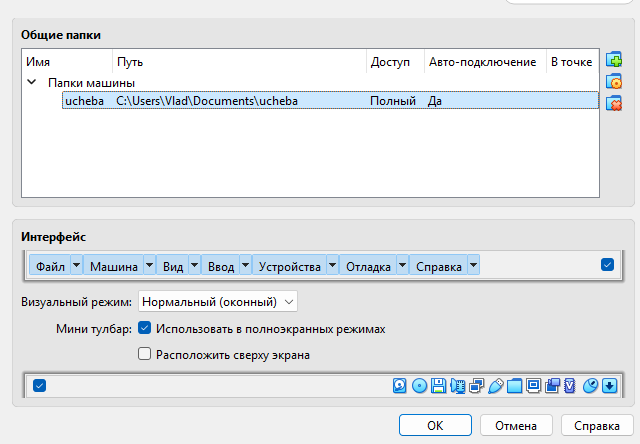 Общие папки
Имя Путь Доступ Авто-подключение В точке
Папки машины
ucheba C:\Users\Vlad\Documents\ucheba Полный Да
Интерфейс
Файл Машина Вид Ввод Устройства Отладка Справка
Визуальный режим: Нормальный (оконный)
Мини тулбар: Использовать в полноэкранных режимах
Расположить сверху экрана
OK Отмена Справка